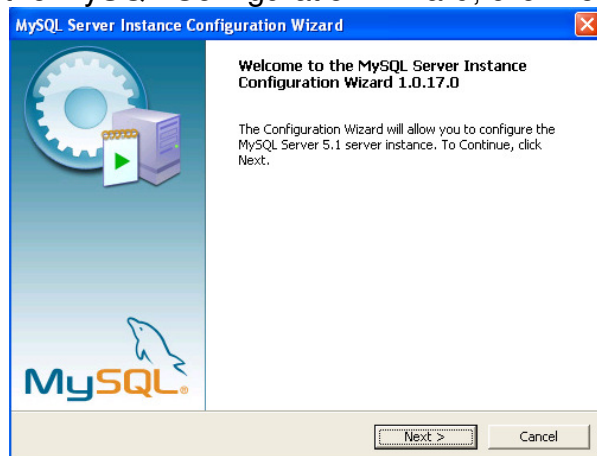 MySQL Server Instance Configuration Wizard
Welcome to the MySQL Server Instance
Configuration Wizard 1.0.17.0
The Configuration Wizard will allow you to configure the
MySQL Server 5.1 server instance. To Continue, click
Next.
MySQL®
Next >
Cancel